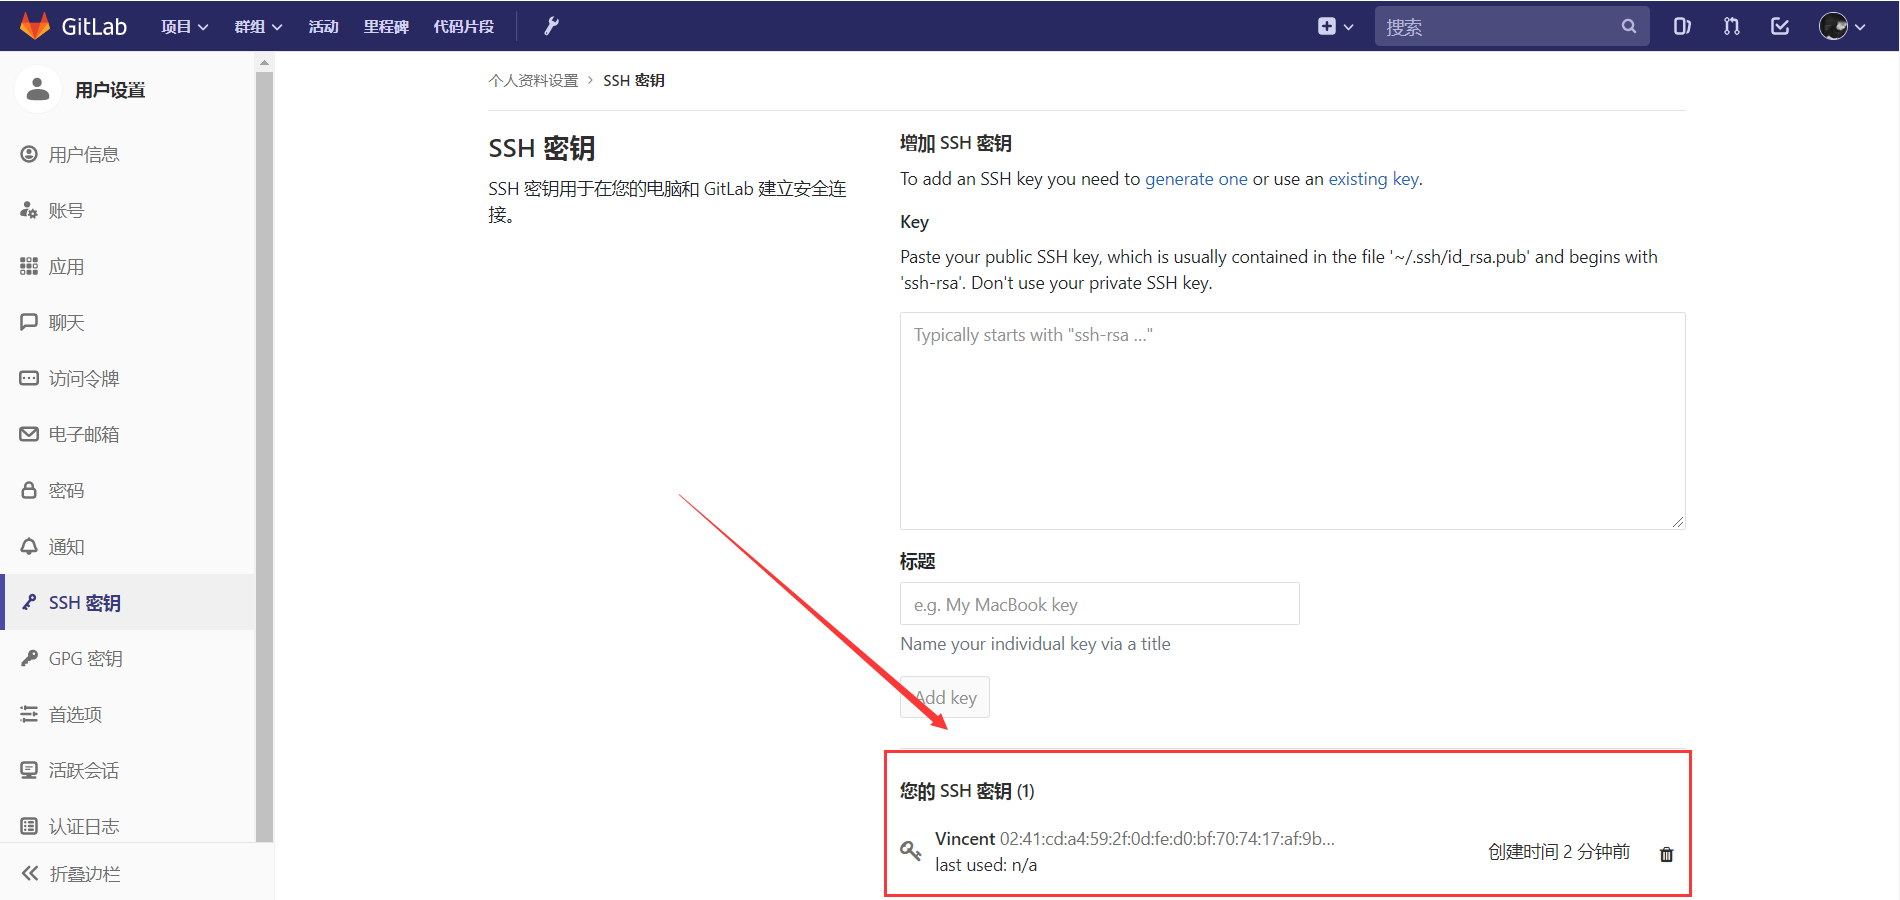 GitLab 项目 群组 活动 里程碑 代码片段 搜索
用户设置
用户信息
账号
应用
聊天
访问令牌
电子邮箱
密码
通知
SSH 密钥
GPG 密钥
首选项
活跃会话
认证日志
折叠边栏
个人资料设置 › SSH 密钥
SSH 密钥
SSH 密钥用于在您的电脑和 GitLab 建立安全连
接。
增加 SSH 密钥
To add an SSH key you need to generate one or use an existing key.
Key
Paste your public SSH key, which is usually contained in the file '~/.ssh/id_rsa.pub' and begins with
'ssh-rsa'. Don't use your private SSH key.
Typically starts with "ssh-rsa ..."
标题
e.g. My MacBook key
Name your individual key via a title
Add key
您的 SSH 密钥 (1)
Vincent 02:41:cd:a4:59:2f:0d:fe:d0:bf:70:74:17:af:9b...
last used: n/a
创建时间 2 分钟前